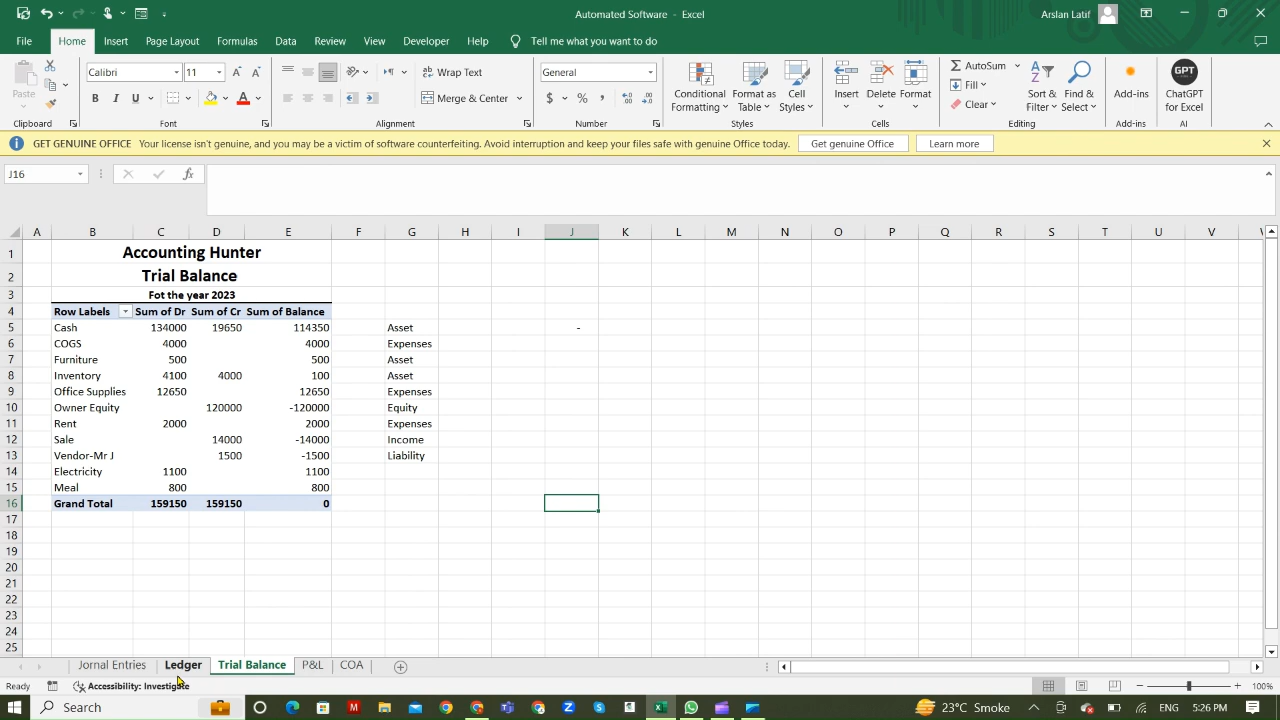 Automated Software - Excel
Arslan Latif
File Home Insert Page Layout Formulas Data Review View Developer Help Tell me what you want to do
Paste
Calibri 11
B I U A
Wrap Text
Merge & Center
General
$ % ,
Conditional Formatting
Format as Table
Cell Styles
Insert Delete Format
AutoSum
Fill
Clear
Sort & Filter
Find & Select
Add-ins
GPT
ChatGPT for Excel
Clipboard Font Alignment Number Styles Cells Editing Add-ins AI
GET GENUINE OFFICE Your license isn't genuine, and you may be a victim of software counterfeiting. Avoid interruption and keep your files safe with genuine Office today. Get genuine Office Learn more
J16 fx
A B C D E F G H I J K L M N O P Q R S T U V
1 Accounting Hunter
2 Trial Balance
3 Fot the year 2023
4 Row Labels Sum of Dr Sum of Cr Sum of Balance
5 Cash 134000 19650 114350 Asset -
6 COGS 4000 4000 Expenses
7 Furniture 500 500 Asset
8 Inventory 4100 4000 100 Asset
9 Office Supplies 12650 12650 Expenses
10 Owner Equity 120000 -120000 Equity
11 Rent 2000 2000 Expenses
12 Sale 14000 -14000 Income
13 Vendor-Mr J 1500 -1500 Liability
14 Electricity 1100 1100
15 Meal 800 800
16 Grand Total 159150 159150 0
17
18
19
20
21
22
23
24
25
Jornal Entries Ledger Trial Balance P&L COA
Ready Accessibility: Investigate 100%
Search 23°C Smoke 5:26 PM